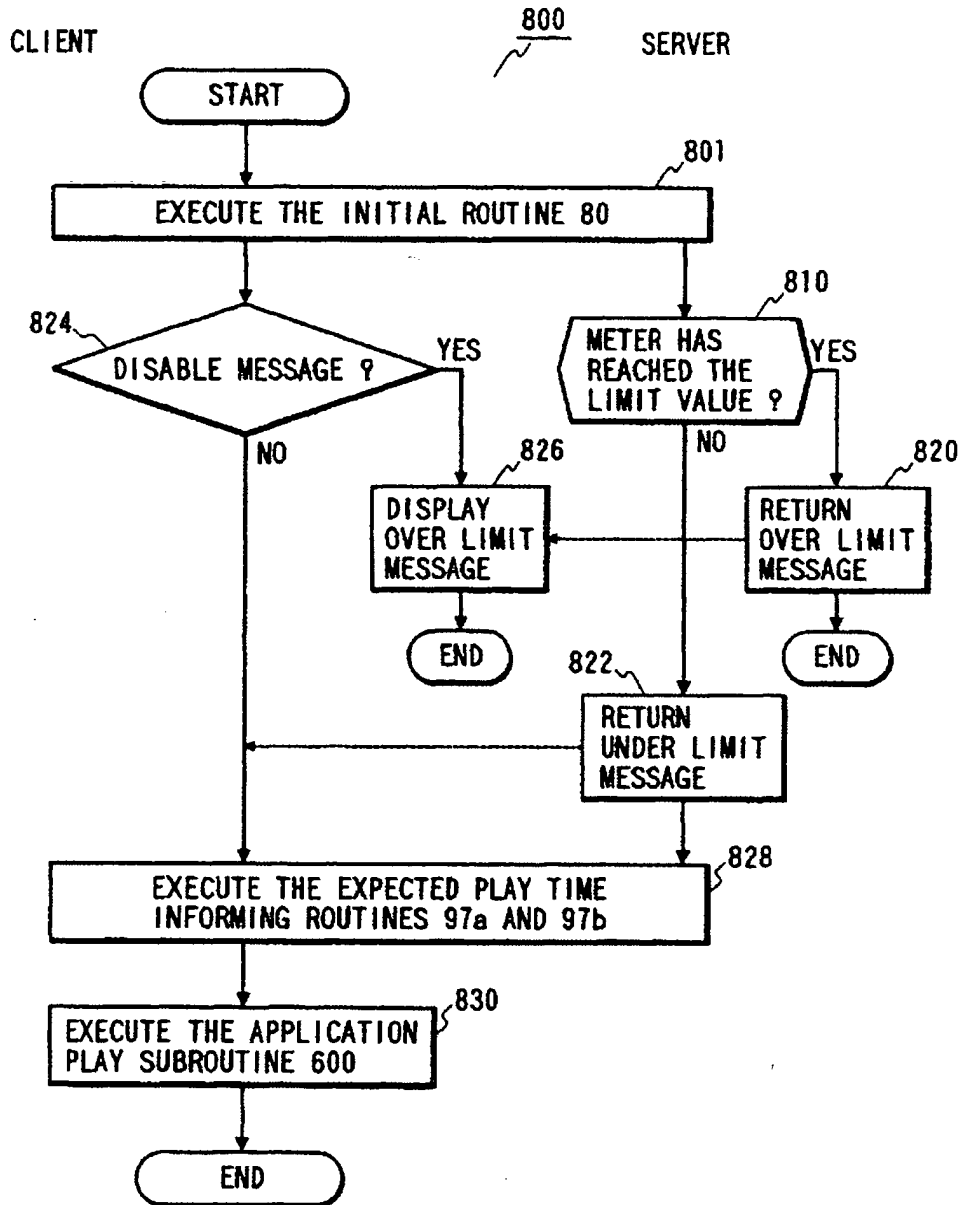 CLIENT
800
SERVER
START
801
EXECUTE THE INITIAL ROUTINE 80
824
DISABLE MESSAGE ?
YES
NO
810
METER HAS
REACHED THE
LIMIT VALUE ?
YES
NO
826
DISPLAY
OVER LIMIT
MESSAGE
END
820
RETURN
OVER LIMIT
MESSAGE
END
822
RETURN
UNDER LIMIT
MESSAGE
828
EXECUTE THE EXPECTED PLAY TIME
INFORMING ROUTINES 97a AND 97b
830
EXECUTE THE APPLICATION
PLAY SUBROUTINE 600
END